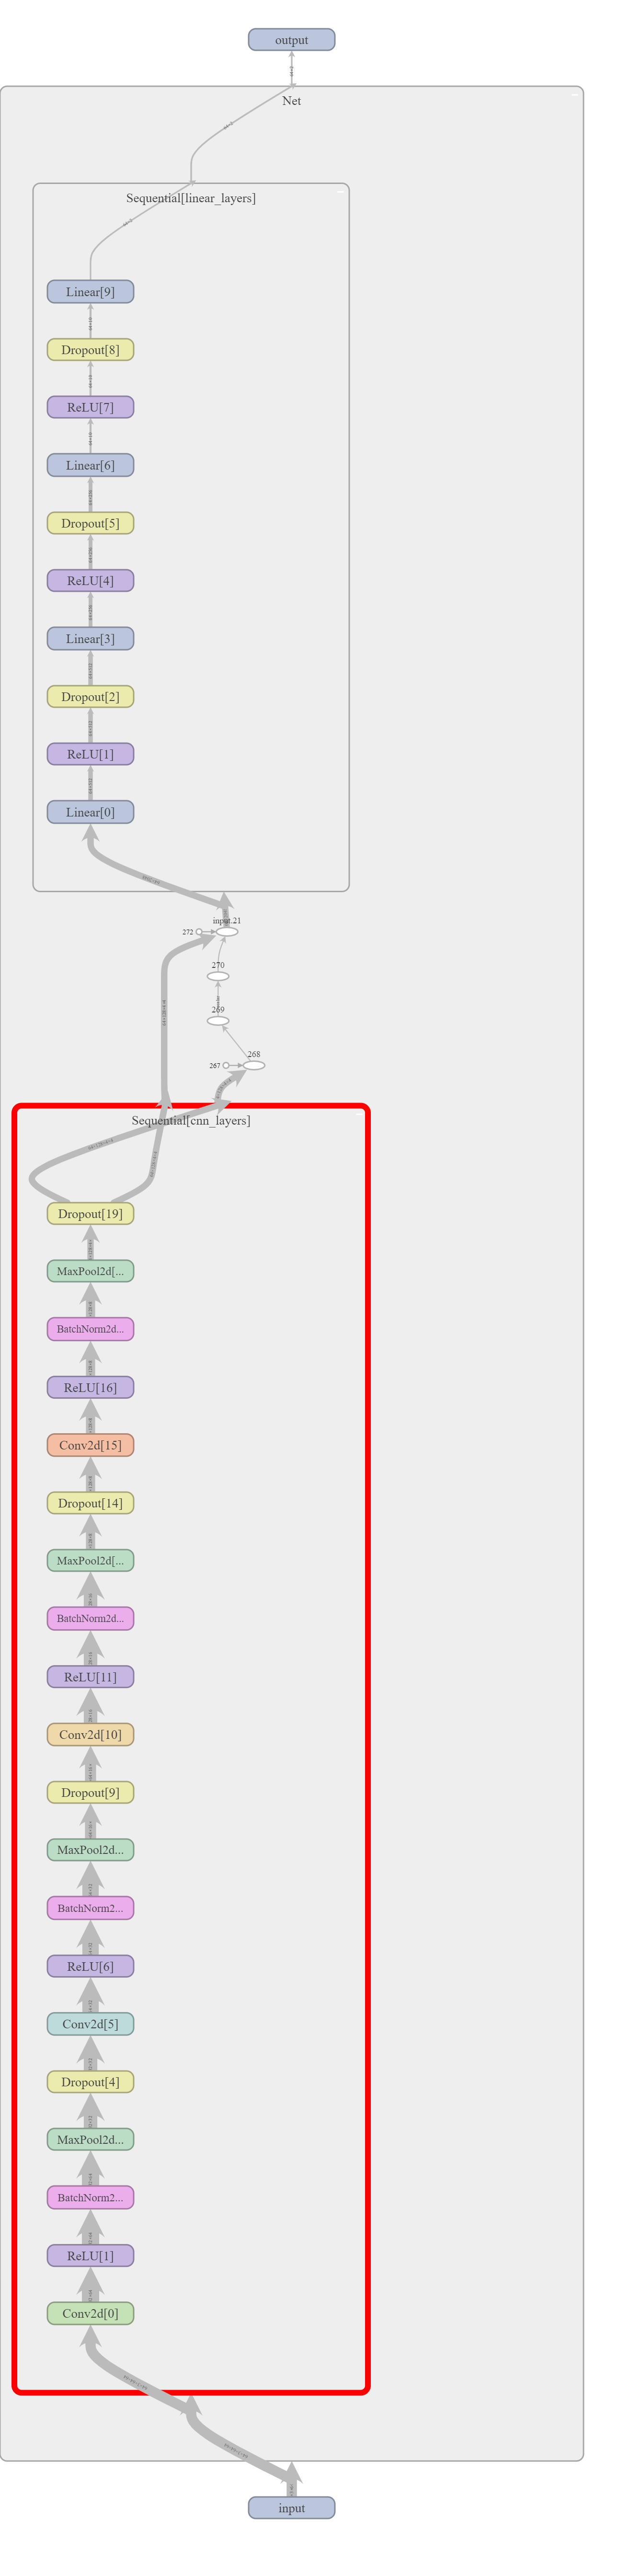 output
Net
Sequential[linear_layers]
Linear[9]
Dropout[8]
ReLU[7]
Linear[6]
Dropout[5]
ReLU[4]
Linear[3]
Dropout[2]
ReLU[1]
Linear[0]
input.21
272
270
269
268
267
Sequential[cnn_layers]
Dropout[19]
MaxPool2d[...
BatchNorm2d...
ReLU[16]
Conv2d[15]
Dropout[14]
MaxPool2d[...
BatchNorm2d...
ReLU[11]
Conv2d[10]
Dropout[9]
MaxPool2d...
BatchNorm2...
ReLU[6]
Conv2d[5]
Dropout[4]
MaxPool2d...
BatchNorm2...
ReLU[1]
Conv2d[0]
input